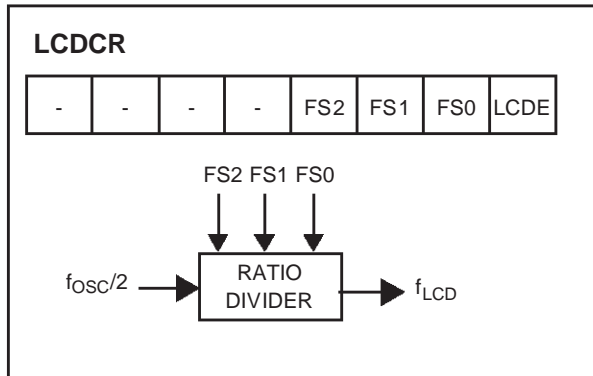 LCDCR
- - - - FS2 FS1 FS0 LCDE
FS2 FS1 FS0
fOSC/2 RATIO fLCD
DIVIDER